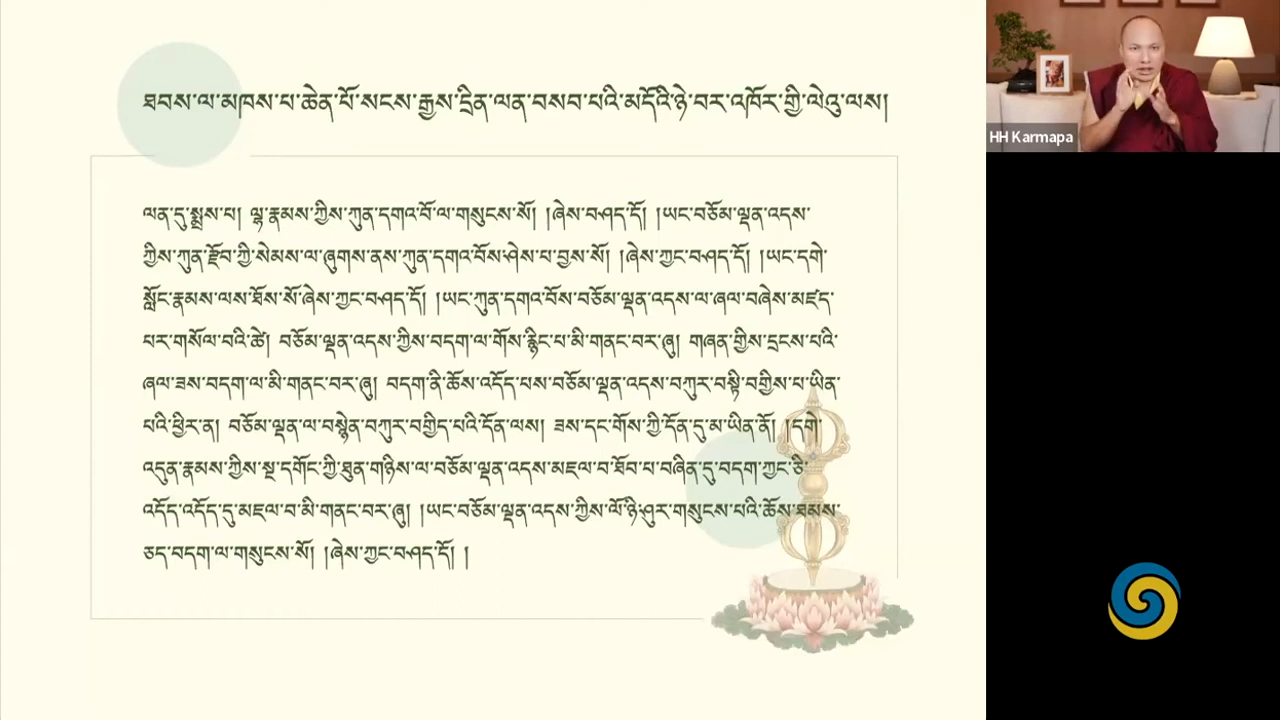 ཐབས་ལ་མཁས་པ་ཆེན་པོ་སངས་རྒྱས་དྲིན་ལན་བསབ་པའི་མདོའི་ཉེ་བར་འཁོར་གྱི་ལེའུ་ལས།
ལན་དུ་སྨྲས་པ། ལྷ་རྣམས་ཀྱིས་ཀུན་དགའ་བོ་ལ་གསུངས་སོ། །ཞེས་བཤད་དོ། །ཡང་བཅོམ་ལྡན་འདས་
ཀྱིས་ཀུན་རྫོབ་ཀྱི་སེམས་ལ་ཞུགས་ནས་ཀུན་དགའ་བོས་ཤེས་པ་བྱས་སོ། །ཞེས་ཀྱང་བཤད་དོ། །ཡང་དགེ་
སློང་རྣམས་ལས་ཐོས་སོ་ཞེས་ཀྱང་བཤད་དོ། །ཡང་ཀུན་དགའ་བོས་བཅོམ་ལྡན་འདས་ལ་ཞལ་བཞེས་མཛད་
པར་གསོལ་བའི་ཚེ། བཅོམ་ལྡན་འདས་ཀྱིས་བདག་ལ་གོས་རྙིང་པ་མི་གནང་བར་ཞུ། གཞན་གྱིས་དྲངས་པའི་
ཞལ་ཟས་བདག་ལ་མི་གནང་བར་ཞུ། བདག་ནི་ཆོས་འདོད་པས་བཅོམ་ལྡན་འདས་བཀུར་བསྟི་བགྱིས་པ་ཡིན་
པའི་ཕྱིར་ན། བཅོམ་ལྡན་ལ་བསྙེན་བཀུར་བགྱིད་པའི་དོན་ལས། ཟས་དང་གོས་ཀྱི་དོན་དུ་མ་ཡིན་ནོ། །དགེ་
འདུན་རྣམས་ཀྱིས་སྔ་དགོང་ཀྱི་ཐུན་གཉིས་ལ་བཅོམ་ལྡན་འདས་མཇལ་བ་ཐོབ་པ་བཞིན་དུ་བདག་ཀྱང་ཅི་
འདོད་འདོད་དུ་མཇལ་བ་མི་གནང་བར་ཞུ། །ཡང་བཅོམ་ལྡན་འདས་ཀྱིས་ལོ་ཉི་ཤུར་གསུངས་པའི་ཆོས་ཐམས་
ཅད་བདག་ལ་གསུངས་སོ། །ཞེས་ཀྱང་བཤད་དོ། །
HH Karmapa